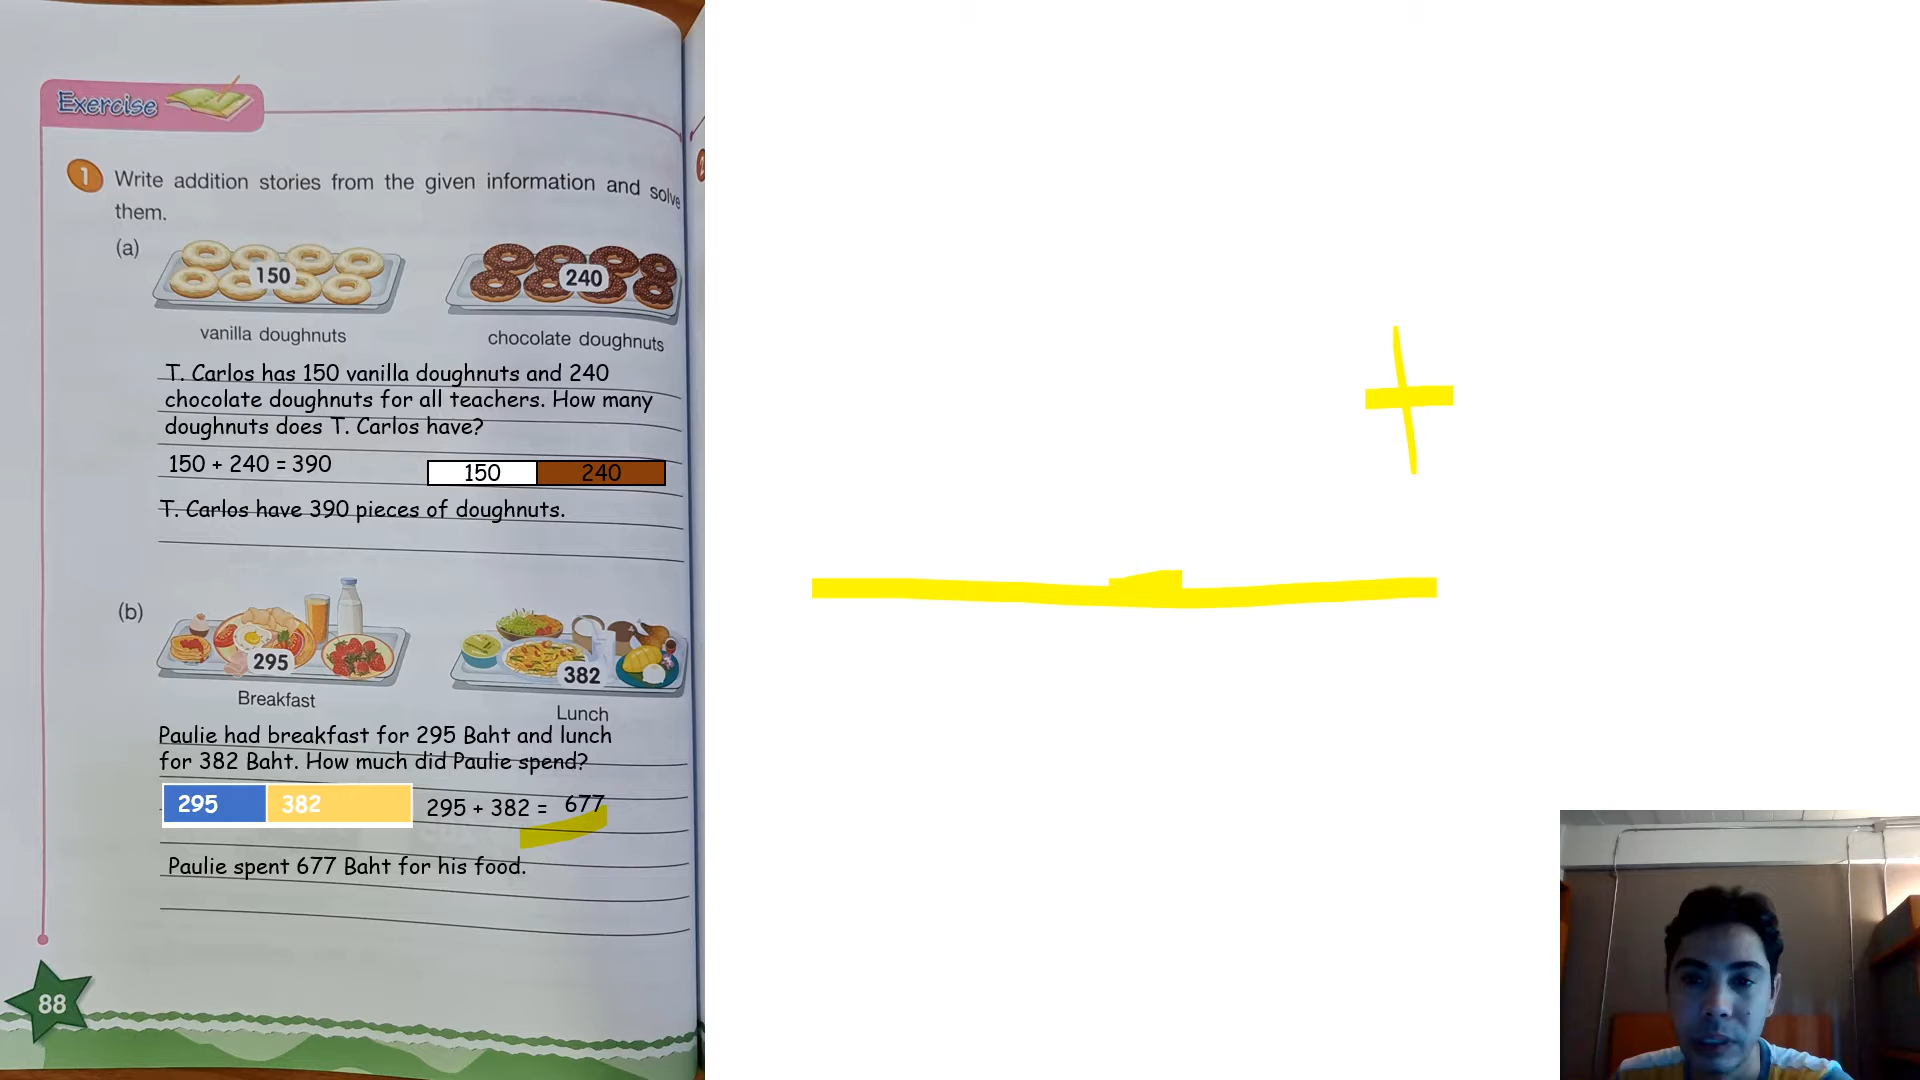 Exercise
1 Write addition stories from the given information and solve
them.
(a)
150
240
vanilla doughnuts
chocolate doughnuts
T. Carlos has 150 vanilla doughnuts and 240
chocolate doughnuts for all teachers. How many
doughnuts does T. Carlos have?
150 + 240 = 390
150 240
T. Carlos have 390 pieces of doughnuts.
(b)
295
382
Breakfast
Lunch
Paulie had breakfast for 295 Baht and lunch
for 382 Baht. How much did Paulie spend?
295 382
295 + 382 = 677
Paulie spent 677 Baht for his food.
88
+